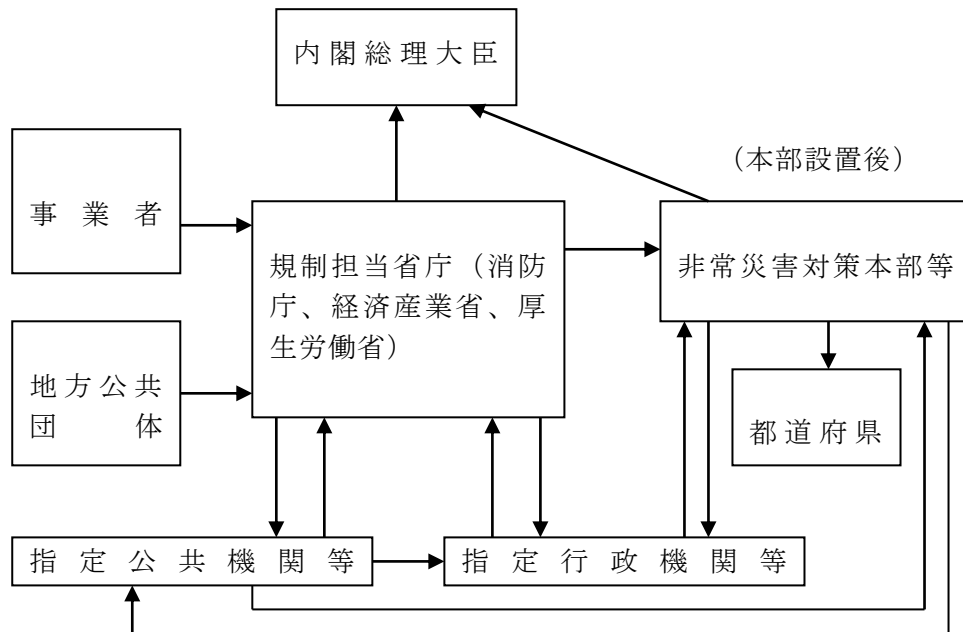 内閣総理大臣
（本部設置後）
事業者
規制担当省庁（消防
庁、経済産業省、厚
生労働省）
非常災害対策本部等
地方公共
団体
都道府県
指定公共機関等
指定行政機関等